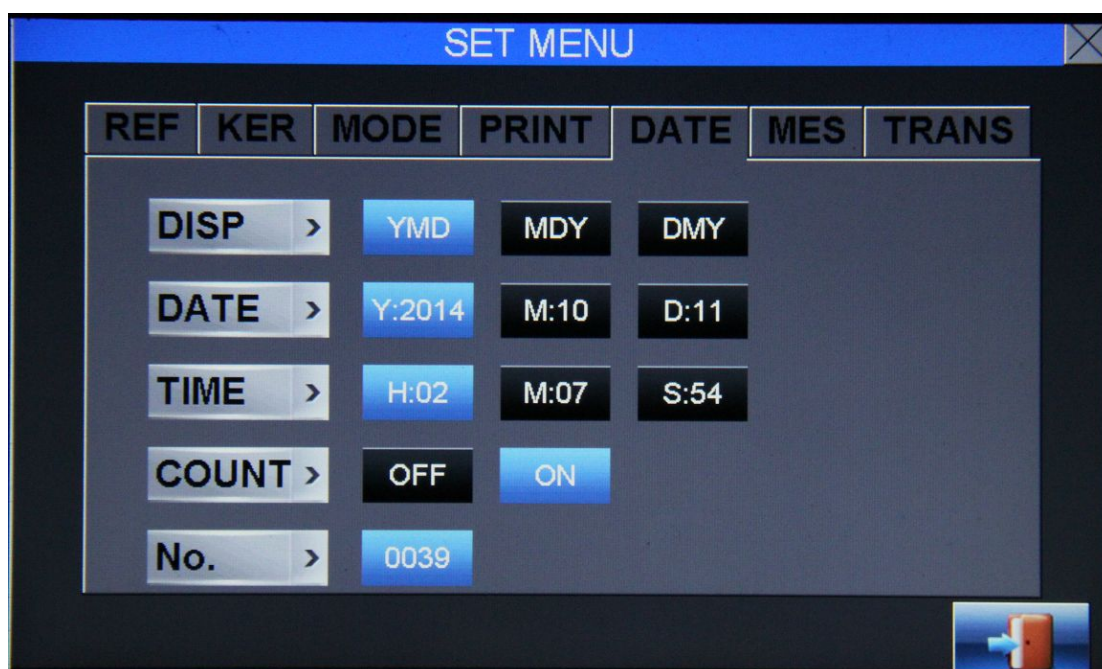 SET MENU
REF KER MODE PRINT DATE MES TRANS
DISP > YMD MDY DMY
DATE > Y:2014 M:10 D:11
TIME > H:02 M:07 S:54
COUNT > OFF ON
No. > 0039